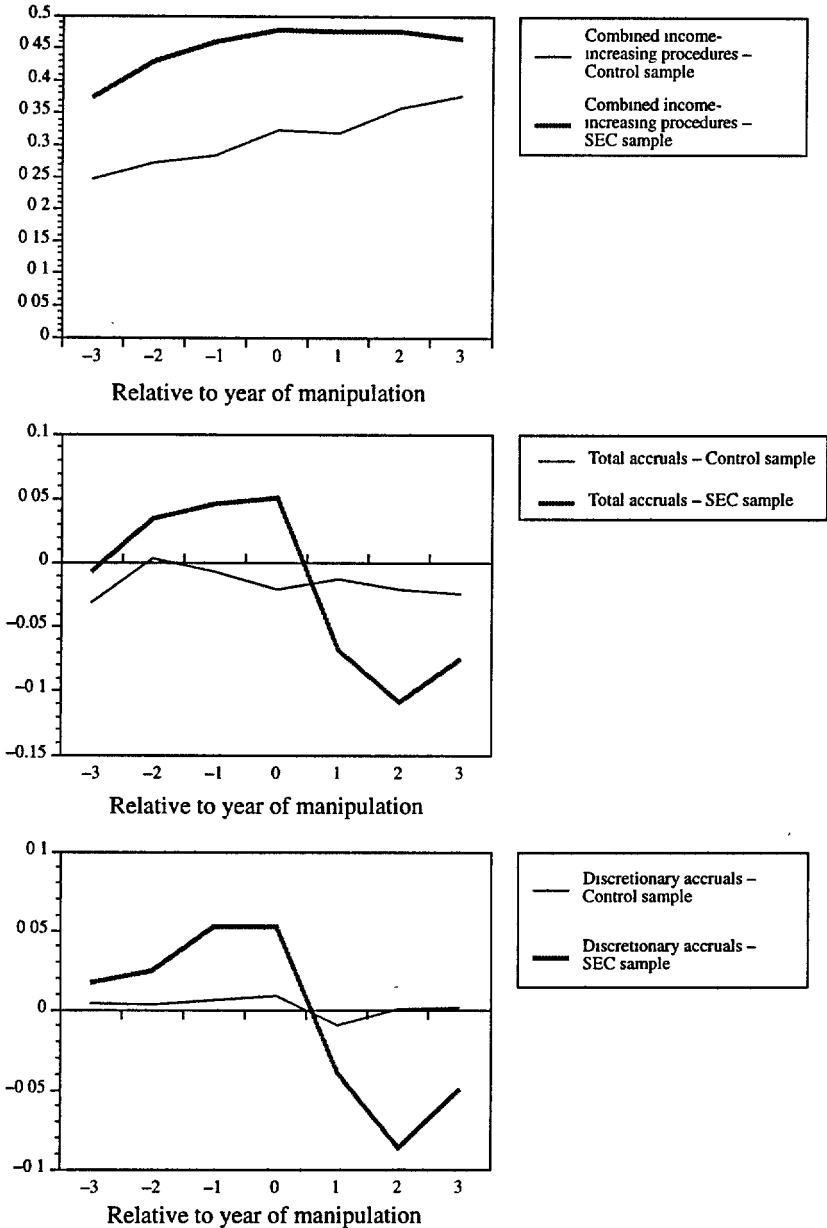 0.5
0.45
0.4
0 35
0.3
0 25
0.2
0 15
0.1
0 05
0
−3 −2 −1 0 1 2 3
Relative to year of manipulation
Combined income-
increasing procedures –
Control sample
Combined income-
increasing procedures –
SEC sample
0.1
0 05
0
−0.05
−0 1
−0.15
−3 −2 −1 0 1 2 3
Relative to year of manipulation
Total accruals – Control sample
Total accruals – SEC sample
0 1
0 05
0
−0 05
−0 1
−3 −2 −1 0 1 2 3
Relative to year of manipulation
Discretionary accruals –
Control sample
Discretionary accruals –
SEC sample